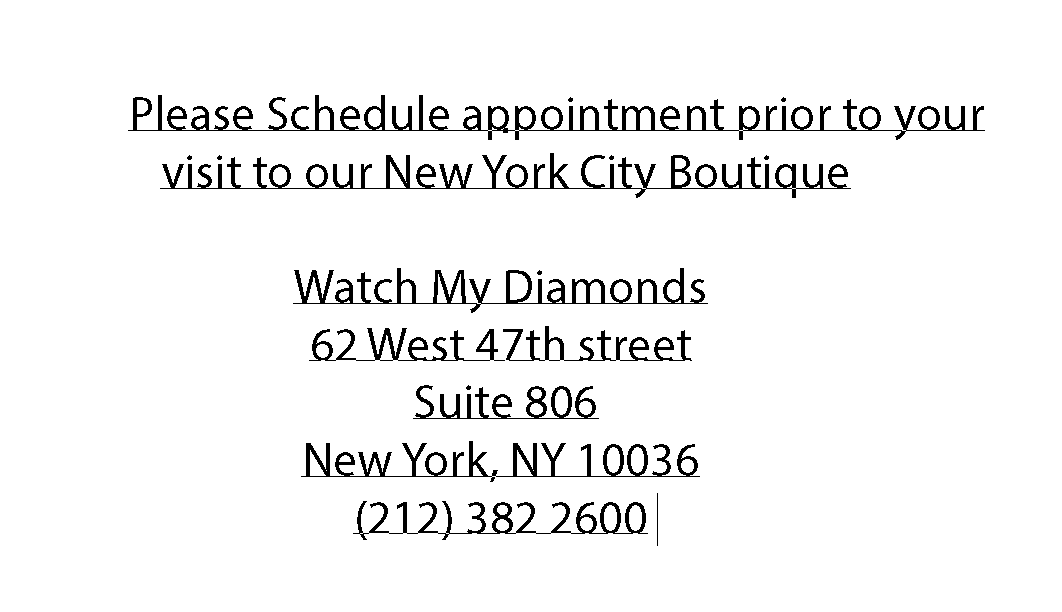 Please Schedule appointment prior to your
visit to our New York City Boutique
Watch My Diamonds
62 West 47th street
Suite 806
New York, NY 10036
(212) 382 2600